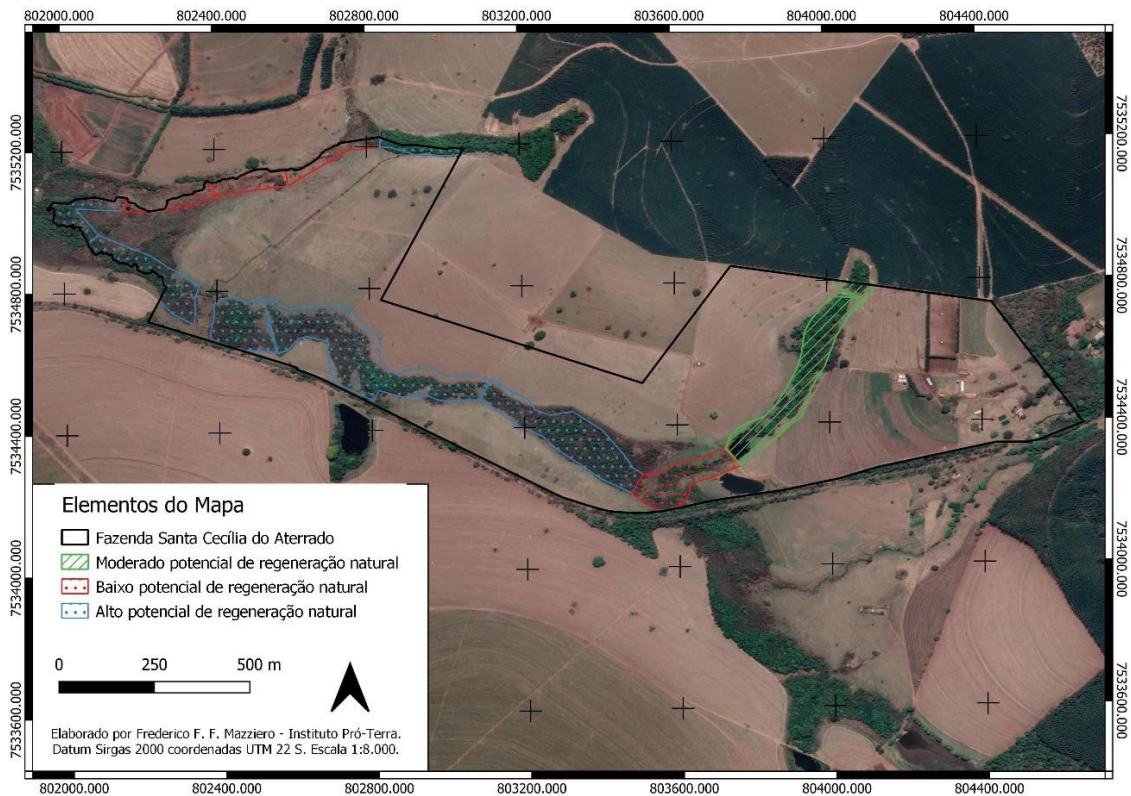 802000.000 802400.000 802800.000 803200.000 803600.000 804000.000 804400.000
7535200.000 7535200.000
7534800.000 7534800.000
7534400.000 7534400.000
7534000.000 7534000.000
7533600.000 7533600.000
Elementos do Mapa
Fazenda Santa Cecília do Aterrado
Moderado potencial de regeneração natural
Baixo potencial de regeneração natural
Alto potencial de regeneração natural
0 250 500 m
Elaborado por Frederico F. F. Mazziero - Instituto Pró-Terra.
Datum Sirgas 2000 coordenadas UTM 22 S. Escala 1:8.000.
802000.000 802400.000 802800.000 803200.000 803600.000 804000.000 804400.000